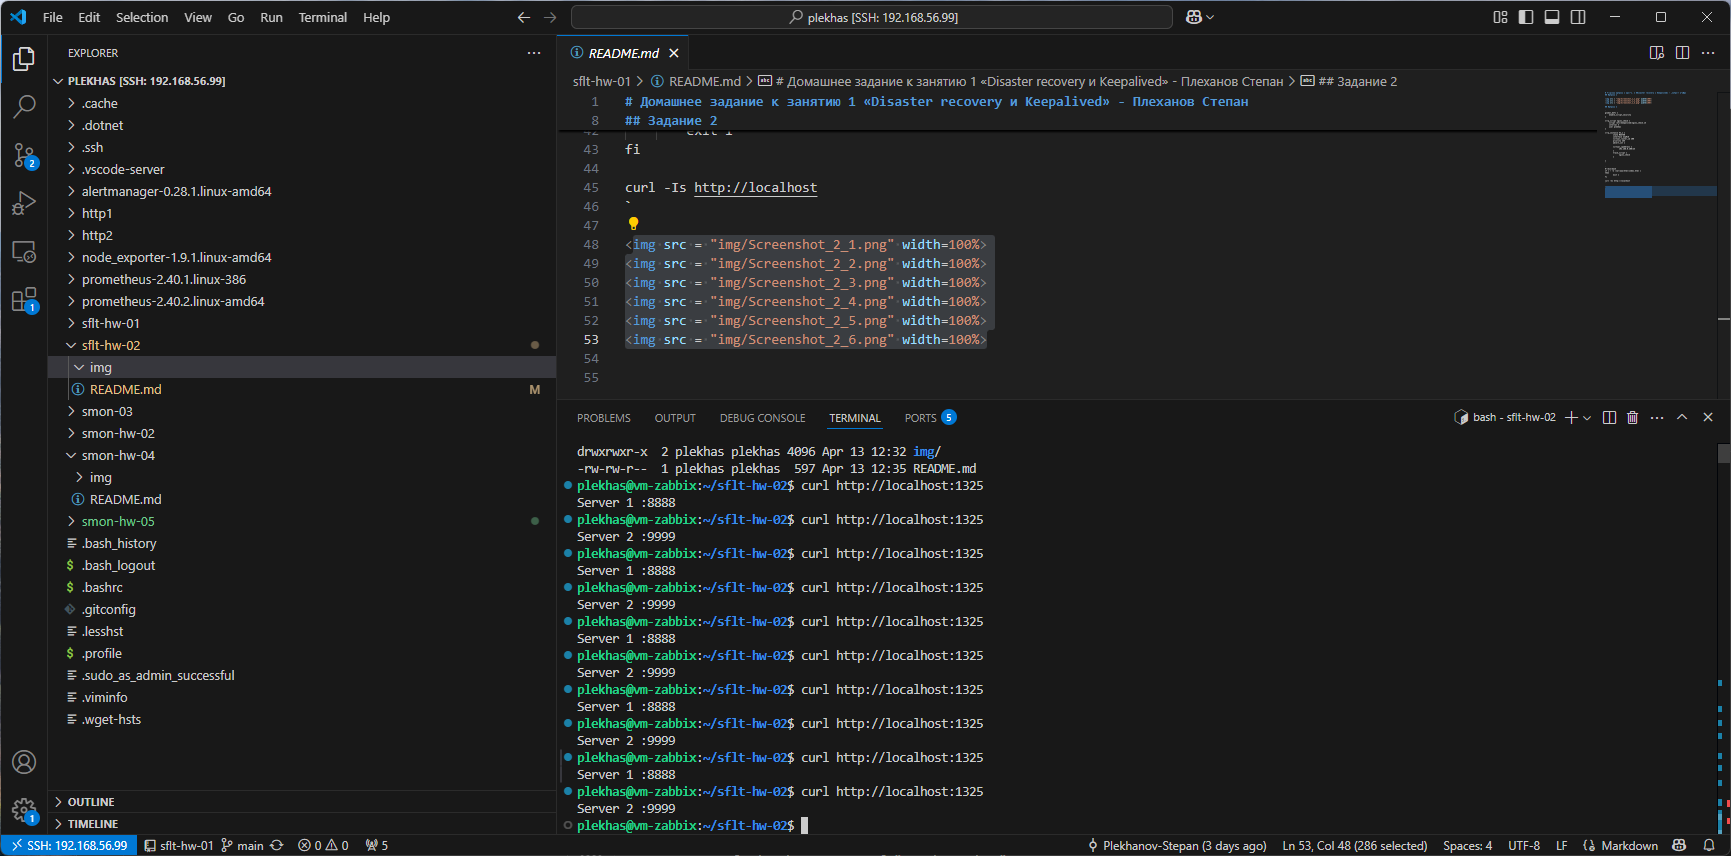 File Edit Selection View Go Run Terminal Help
plekhas [SSH: 192.168.56.99]
EXPLORER
PLEKHAS [SSH: 192.168.56.99]
.cache
.dotnet
.ssh
.vscode-server
alertmanager-0.28.1.linux-amd64
http1
http2
node_exporter-1.9.1.linux-amd64
prometheus-2.40.1.linux-386
prometheus-2.40.2.linux-amd64
sflt-hw-01
sflt-hw-02
img
README.md M
smon-03
smon-hw-02
smon-hw-04
img
README.md
smon-hw-05
.bash_history
.bash_logout
.bashrc
.gitconfig
.lesshst
.profile
.sudo_as_admin_successful
.viminfo
.wget-hsts
OUTLINE
TIMELINE
2
1
1
README.md
sflt-hw-01 > README.md > # Домашнее задание к занятию 1 «Disaster recovery и Keepalived» - Плеханов Степан > ## Задание 2
1 # Домашнее задание к занятию 1 «Disaster recovery и Keepalived» - Плеханов Степан
8 ## Задание 2
42 exit 1
43 fi
44
45 curl -Is http://localhost
46 `
47
48 <img src = "img/Screenshot_2_1.png" width=100%>
49 <img src = "img/Screenshot_2_2.png" width=100%>
50 <img src = "img/Screenshot_2_3.png" width=100%>
51 <img src = "img/Screenshot_2_4.png" width=100%>
52 <img src = "img/Screenshot_2_5.png" width=100%>
53 <img src = "img/Screenshot_2_6.png" width=100%>
54
55
PROBLEMS OUTPUT DEBUG CONSOLE TERMINAL PORTS 5
bash - sflt-hw-02
drwxrwxr-x 2 plekhas plekhas 4096 Apr 13 12:32 img/
-rw-rw-r-- 1 plekhas plekhas 597 Apr 13 12:35 README.md
plekhas@vm-zabbix:~/sflt-hw-02$ curl http://localhost:1325
Server 1 :8888
plekhas@vm-zabbix:~/sflt-hw-02$ curl http://localhost:1325
Server 2 :9999
plekhas@vm-zabbix:~/sflt-hw-02$ curl http://localhost:1325
Server 1 :8888
plekhas@vm-zabbix:~/sflt-hw-02$ curl http://localhost:1325
Server 2 :9999
plekhas@vm-zabbix:~/sflt-hw-02$ curl http://localhost:1325
Server 1 :8888
plekhas@vm-zabbix:~/sflt-hw-02$ curl http://localhost:1325
Server 2 :9999
plekhas@vm-zabbix:~/sflt-hw-02$ curl http://localhost:1325
Server 1 :8888
plekhas@vm-zabbix:~/sflt-hw-02$ curl http://localhost:1325
Server 2 :9999
plekhas@vm-zabbix:~/sflt-hw-02$ curl http://localhost:1325
Server 1 :8888
plekhas@vm-zabbix:~/sflt-hw-02$ curl http://localhost:1325
Server 2 :9999
plekhas@vm-zabbix:~/sflt-hw-02$
SSH: 192.168.56.99 sflt-hw-01 main 0 0 5 Plekhanov-Stepan (3 days ago) Ln 53, Col 48 (286 selected) Spaces: 4 UTF-8 LF Markdown